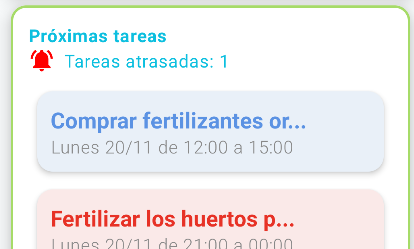 Próximas tareas
Tareas atrasadas: 1
Comprar fertilizantes or...
Lunes 20/11 de 12:00 a 15:00
Fertilizar los huertos p...
Lunes 20/11 de 21:00 a 00:00